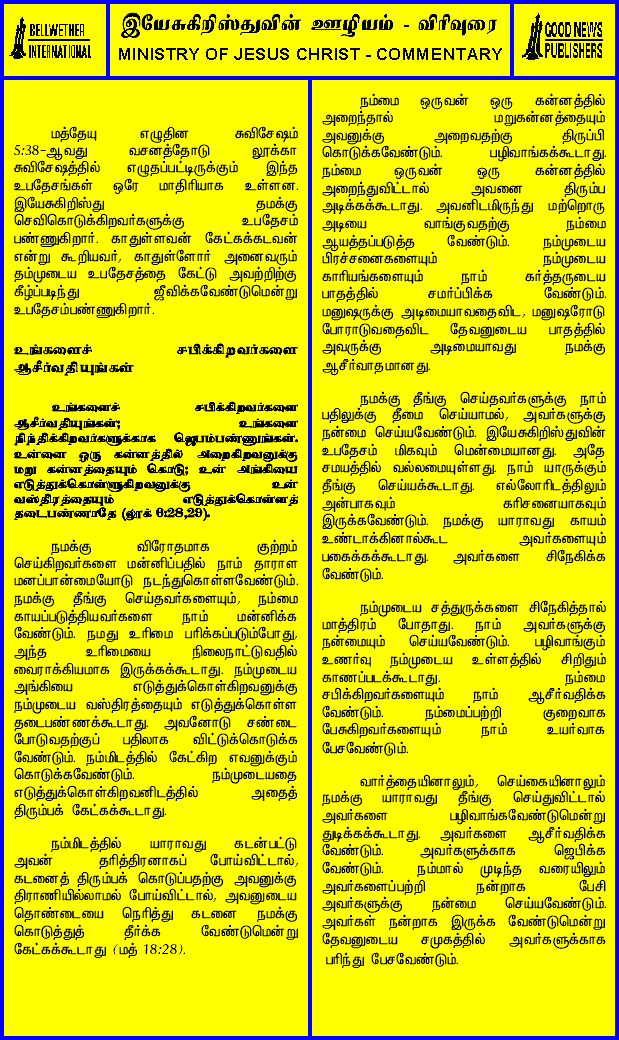 BELLWETHER
INTERNATIONAL
இயேசுகிறிஸ்துவின் ஊழியம் - விரிவுரை
MINISTRY OF JESUS CHRIST - COMMENTARY
GOOD NEWS
PUBLISHERS
மத்தேயு எழுதின சுவிசேஷம்
5:38-ஆவது வசனத்தோடு லூக்கா
சுவிசேஷத்தில் எழுதப்பட்டிருக்கும் இந்த
உபதேசங்கள் ஒரே மாதிரியாக உள்ளன.
இயேசுகிறிஸ்து தமக்கு
செவிகொடுக்கிறவர்களுக்கு உபதேசம்
பண்ணுகிறார். காதுள்ளவன் கேட்கக்கடவன்
என்று கூறியவர், காதுள்ளோர் அனைவரும்
தம்முடைய உபதேசத்தை கேட்டு அவற்றிற்கு
கீழ்ப்படிந்து ஜீவிக்கவேண்டுமென்று
உபதேசம்பண்ணுகிறார்.
உங்களைச் சபிக்கிறவர்களை
ஆசீர்வதியுங்கள்
உங்களைச் சபிக்கிறவர்களை
ஆசீர்வதியுங்கள்; உங்களை
நிந்திக்கிறவர்களுக்காக ஜெபம்பண்ணுங்கள்.
உன்னை ஒரு கன்னத்தில் அறைகிறவனுக்கு
மறு கன்னத்தையும் கொடு; உன் அங்கியை
எடுத்துக்கொள்ளுகிறவனுக்கு உன்
வஸ்திரத்தையும் எடுத்துக்கொள்ளத்
தடைபண்ணாதே (லூக் 6:28,29).
நமக்கு விரோதமாக குற்றம்
செய்கிறவர்களை மன்னிப்பதில் நாம் தாராள
மனப்பான்மையோடு நடந்துகொள்ளவேண்டும்.
நமக்கு தீங்கு செய்தவர்களையும், நம்மை
காயப்படுத்தியவர்களை நாம் மன்னிக்க
வேண்டும். நமது உரிமை பறிக்கப்படும்போது,
அந்த உரிமையை நிலைநாட்டுவதில்
வைராக்கியமாக இருக்கக்கூடாது. நம்முடைய
அங்கியை எடுத்துக்கொள்கிறவனுக்கு
நம்முடைய வஸ்திரத்தையும் எடுத்துக்கொள்ள
தடைபண்ணக்கூடாது. அவனோடு சண்டை
போடுவதற்குப் பதிலாக விட்டுக்கொடுக்க
வேண்டும். நம்மிடத்தில் கேட்கிற எவனுக்கும்
கொடுக்கவேண்டும். நம்முடையதை
எடுத்துக்கொள்கிறவனிடத்தில் அதைத்
திரும்பக் கேட்கக்கூடாது.
நம்மிடத்தில் யாராவது கடன்பட்டு
அவன் தரித்திரனாகப் போய்விட்டால்,
கடனைத் திரும்பக் கொடுப்பதற்கு அவனுக்கு
திராணியில்லாமல் போய்விட்டால், அவனுடைய
தொண்டையை நெரித்து கடனை நமக்கு
கொடுத்துத் தீர்க்க வேண்டுமென்று
கேட்கக்கூடாது (மத் 18:28).
நம்மை ஒருவன் ஒரு கன்னத்தில்
அறைந்தால் மறுகன்னத்தையும்
அவனுக்கு அறைவதற்கு திருப்பி
கொடுக்கவேண்டும். பழிவாங்கக்கூடாது.
நம்மை ஒருவன் ஒரு கன்னத்தில்
அறைந்துவிட்டால் அவனை திரும்ப
அடிக்கக்கூடாது. அவனிடமிருந்து மற்றொரு
அடியை வாங்குவதற்கு நம்மை
ஆயத்தப்படுத்த வேண்டும். நம்முடைய
பிரச்சனைகளையும் நம்முடைய
காரியங்களையும் நாம் கர்த்தருடைய
பாதத்தில் சமர்ப்பிக்க வேண்டும்.
மனுஷருக்கு அடிமையாவதைவிட, மனுஷரோடு
போராடுவதைவிட தேவனுடைய பாதத்தில்
அவருக்கு அடிமையாவது நமக்கு
ஆசீர்வாதமானது.
நமக்கு தீங்கு செய்தவர்களுக்கு நாம்
பதிலுக்கு தீமை செய்யாமல், அவர்களுக்கு
நன்மை செய்யவேண்டும். இயேசுகிறிஸ்துவின்
உபதேசம் மிகவும் மென்மையானது. அதே
சமயத்தில் வல்லமையுள்ளது. நாம் யாருக்கும்
தீங்கு செய்யக்கூடாது. எல்லோரிடத்திலும்
அன்பாகவும் கரிசனையாகவும்
இருக்கவேண்டும். நமக்கு யாராவது காயம்
உண்டாக்கினால்கூட அவர்களையும்
பகைக்கக்கூடாது. அவர்களை சிநேகிக்க
வேண்டும்.
நம்முடைய சத்துருக்களை சிநேகித்தால்
மாத்திரம் போதாது. நாம் அவர்களுக்கு
நன்மையும் செய்யவேண்டும். பழிவாங்கும்
உணர்வு நம்முடைய உள்ளத்தில் சிறிதும்
காணப்படக்கூடாது. நம்மை
சபிக்கிறவர்களையும் நாம் ஆசீர்வதிக்க
வேண்டும். நம்மைப்பற்றி குறைவாக
பேசுகிறவர்களையும் நாம் உயர்வாக
பேசவேண்டும்.
வார்த்தையினாலும், செய்கையினாலும்
நமக்கு யாராவது தீங்கு செய்துவிட்டால்
அவர்களை பழிவாங்கவேண்டுமென்று
துடிக்கக்கூடாது. அவர்களை ஆசீர்வதிக்க
வேண்டும். அவர்களுக்காக ஜெபிக்க
வேண்டும். நம்மால் முடிந்த வரையிலும்
அவர்களைப்பற்றி நன்றாக பேசி
அவர்களுக்கு நன்மை செய்யவேண்டும்.
அவர்கள் நன்றாக இருக்க வேண்டுமென்று
தேவனுடைய சமுகத்தில் அவர்களுக்காக
பரிந்து பேசவேண்டும்.